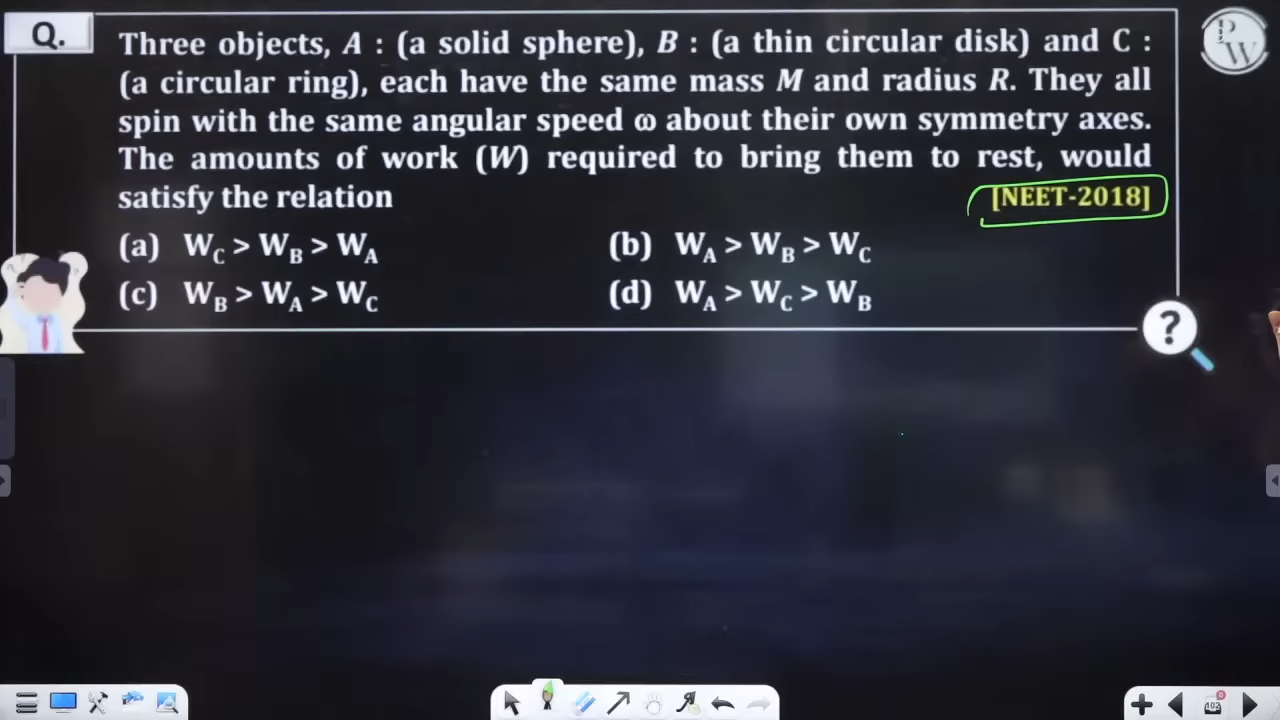 Q.
Three objects, A : (a solid sphere), B : (a thin circular disk) and C :
(a circular ring), each have the same mass M and radius R. They all
spin with the same angular speed ω about their own symmetry axes.
The amounts of work (W) required to bring them to rest, would
satisfy the relation [NEET-2018]
(a) W_C > W_B > W_A (b) W_A > W_B > W_C
(c) W_B > W_A > W_C (d) W_A > W_C > W_B
?
P
W
102